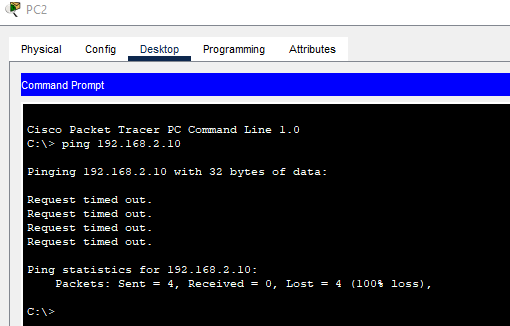 PC2
Physical Config Desktop Programming Attributes
Command Prompt
Cisco Packet Tracer PC Command Line 1.0
C:\> ping 192.168.2.10
Pinging 192.168.2.10 with 32 bytes of data:
Request timed out.
Request timed out.
Request timed out.
Request timed out.
Ping statistics for 192.168.2.10:
Packets: Sent = 4, Received = 0, Lost = 4 (100% loss),
C:\>